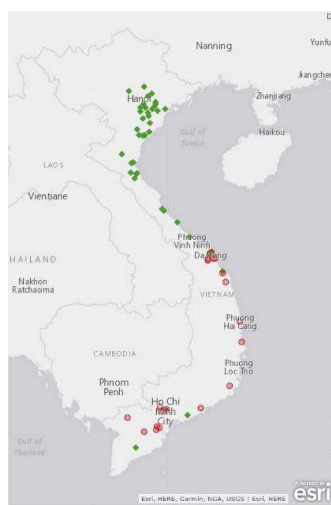 Nanning
Yunfu
Jiangcheng
Zhanjiang
Hanoi
Gulf of
Tonkin
Haikou
LAOS
Vientiane
Phuong
Vinh Ninh
Da Nang
THAILAND
Nakhon
Ratchasima
VIETNAM
Phuong
Hai Cang
CAMBODIA
Phuong
Loc Tho
Phnom
Penh
Ho Chi
Minh
City
Gulf of
Thailand
esri
Esri, HERE, Garmin, NGA, USGS | Esri, HERE